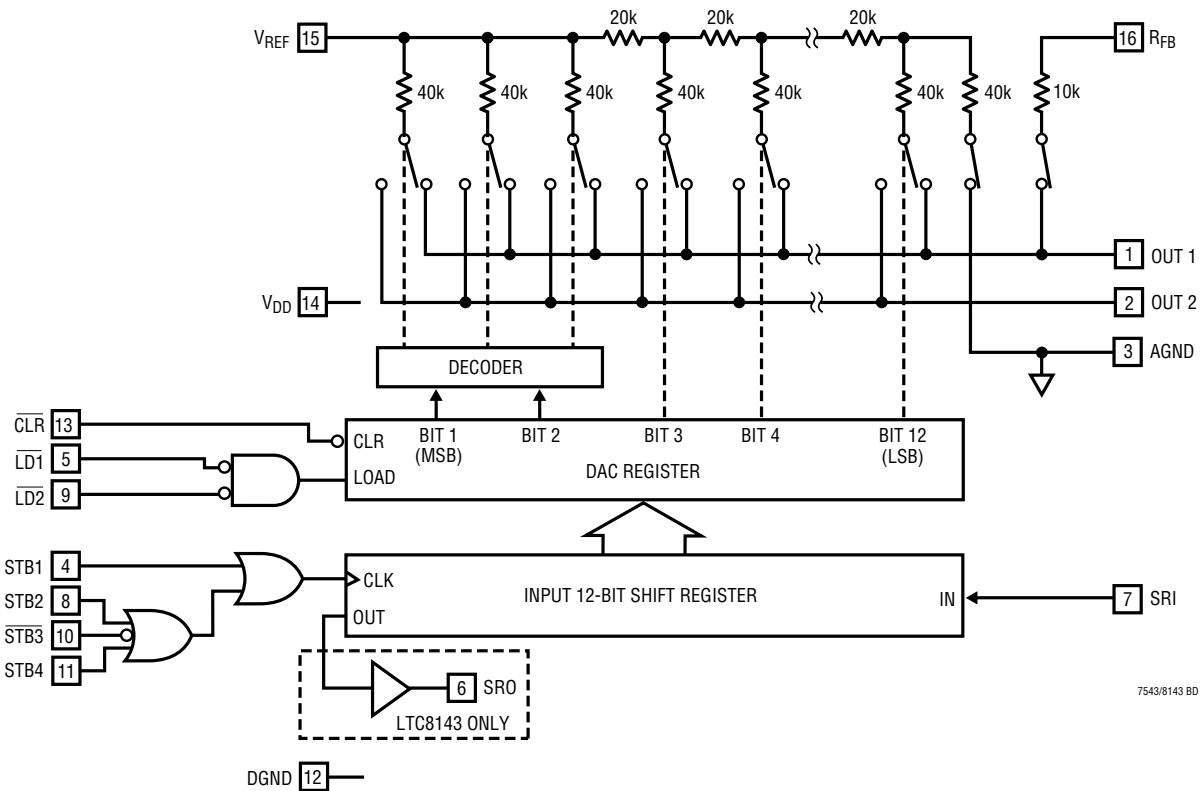 20k 20k 20k
VREF 15
16 RFB
40k 40k 40k 40k 40k 40k 40k 10k
1 OUT 1
VDD 14
2 OUT 2
3 AGND
DECODER
CLR 13
CLR
BIT 1 (MSB)
BIT 2
BIT 3
BIT 4
BIT 12 (LSB)
LD1 5
LOAD
DAC REGISTER
LD2 9
STB1 4
CLK
STB2 8
INPUT 12-BIT SHIFT REGISTER
IN
7 SRI
OUT
STB3 10
STB4 11
6 SRO
LTC8143 ONLY
7543/8143 BD
DGND 12